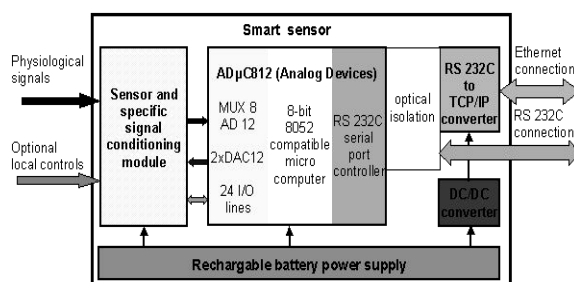 Smart sensor
Physiological
signals
Optional
local controls
Sensor and
specific
signal
conditioning
module
ADµC812 (Analog Devices)
MUX 8
AD 12
2xDAC12
24 I/O
lines
8-bit
8052
compatible
micro
computer
RS 232C
serial
port
controller
optical
isolation
RS 232C
to
TCP/IP
converter
DC/DC
converter
Ethernet
connection
RS 232C
connection
Rechargable battery power supply